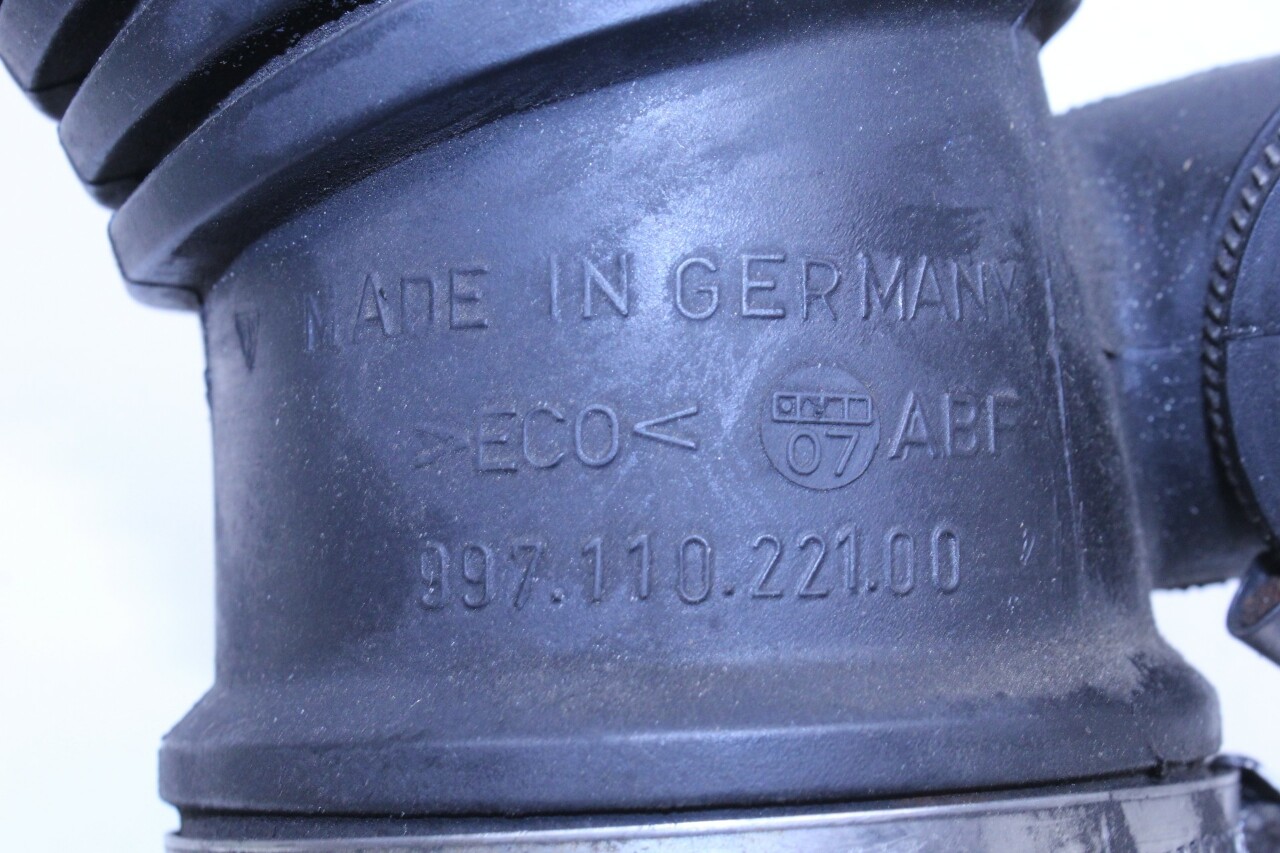 MADE IN GERMANY
>ECO< 07 ABF
997.110.221.00